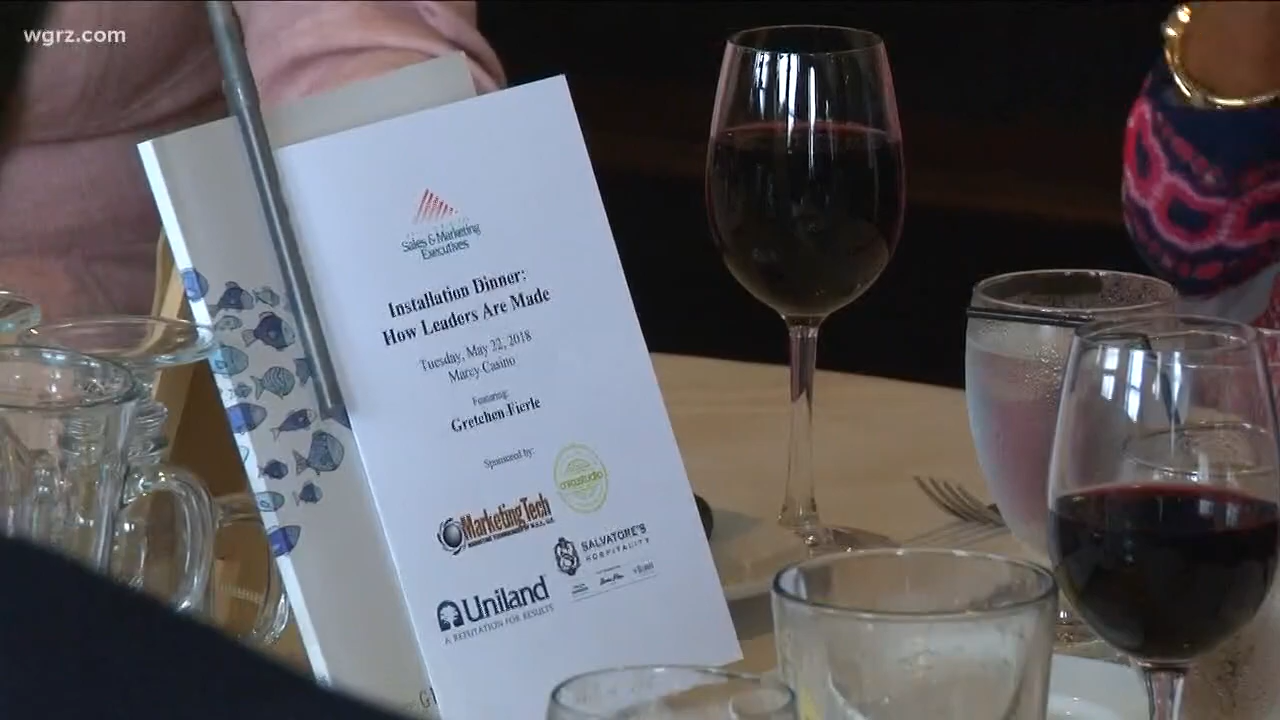 wgrz.com
Sales & Marketing
Executives
Installation Dinner:
How Leaders Are Made
Tuesday, May 22, 2018
Marcy Casino
Featuring:
Gretchen Fierle
Sponsored by:
MarketingTech
SALVATORE'S
HOSPITALITY
Uniland
A REPUTATION FOR RESULTS